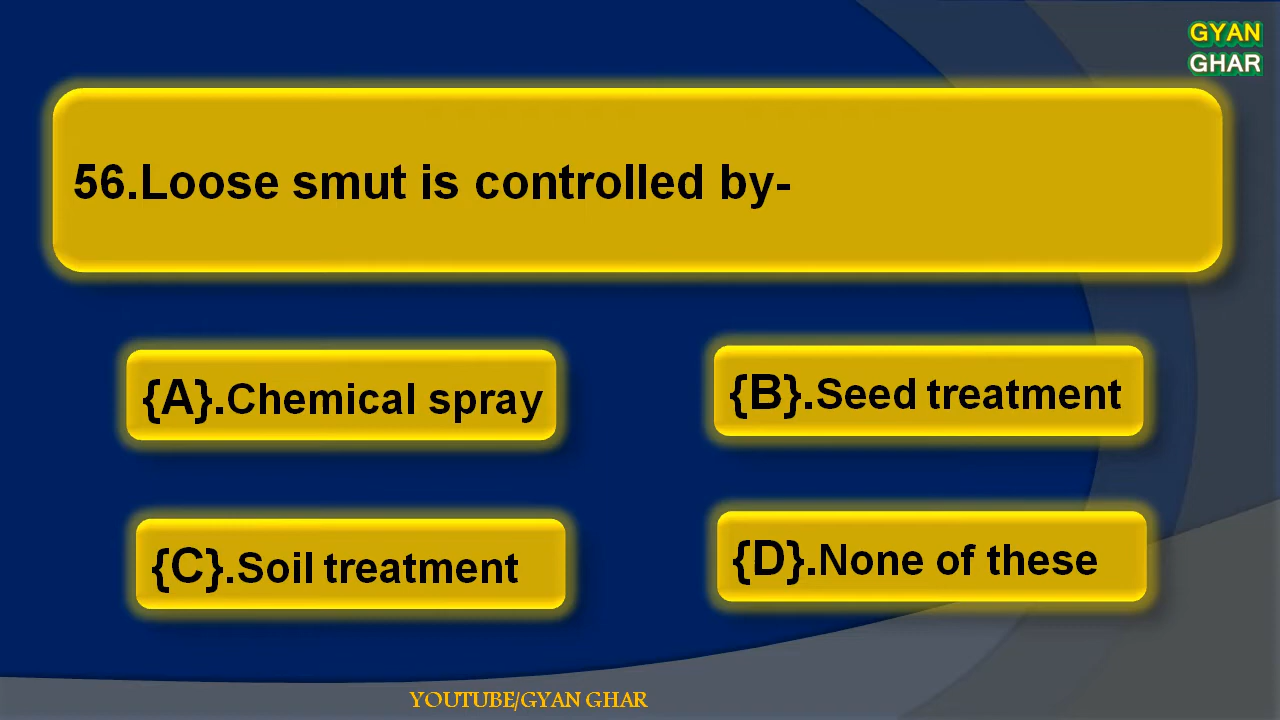 GYAN
GHAR
56.Loose smut is controlled by-
{A}.Chemical spray
{B}.Seed treatment
{C}.Soil treatment
{D}.None of these
YOUTUBE/GYAN GHAR